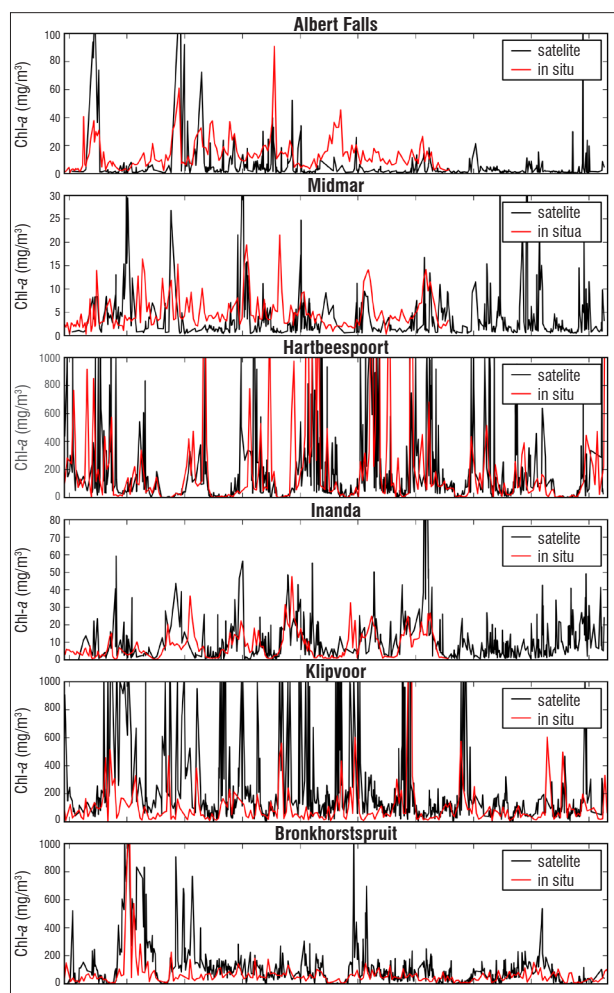 Albert Falls
Chl-a (mg/m³)
100
80
60
40
20
0
satelite
in situ
Midmar
Chl-a (mg/m³)
30
25
20
15
10
5
0
satelite
in situa
Hartbeespoort
Chl-a (mg/m³)
1000
800
600
400
200
0
satelite
in situ
Inanda
Chl-a (mg/m³)
80
70
60
50
40
30
20
10
0
satelite
in situ
Klipvoor
Chl-a (mg/m³)
1000
800
600
400
200
0
satelite
in situ
Bronkhorstspruit
Chl-a (mg/m³)
1000
800
600
400
200
0
satelite
in situ